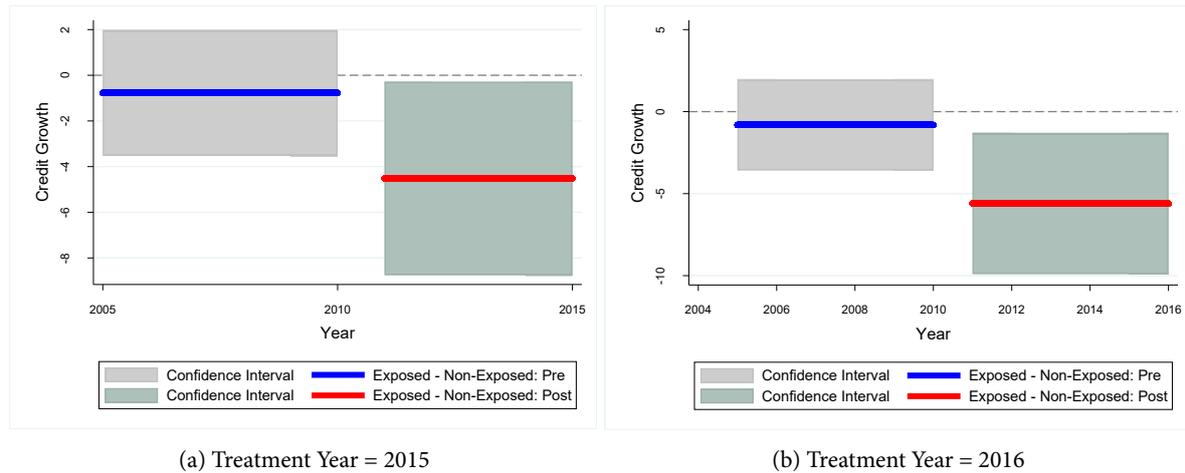 2
0
-2
-4
-6
-8
Credit Growth
2005 2010 2015
Year
Confidence Interval Exposed - Non-Exposed: Pre
Confidence Interval Exposed - Non-Exposed: Post
(a) Treatment Year = 2015
5
0
-5
-10
Credit Growth
2004 2006 2008 2010 2012 2014 2016
Year
Confidence Interval Exposed - Non-Exposed: Pre
Confidence Interval Exposed - Non-Exposed: Post
(b) Treatment Year = 2016